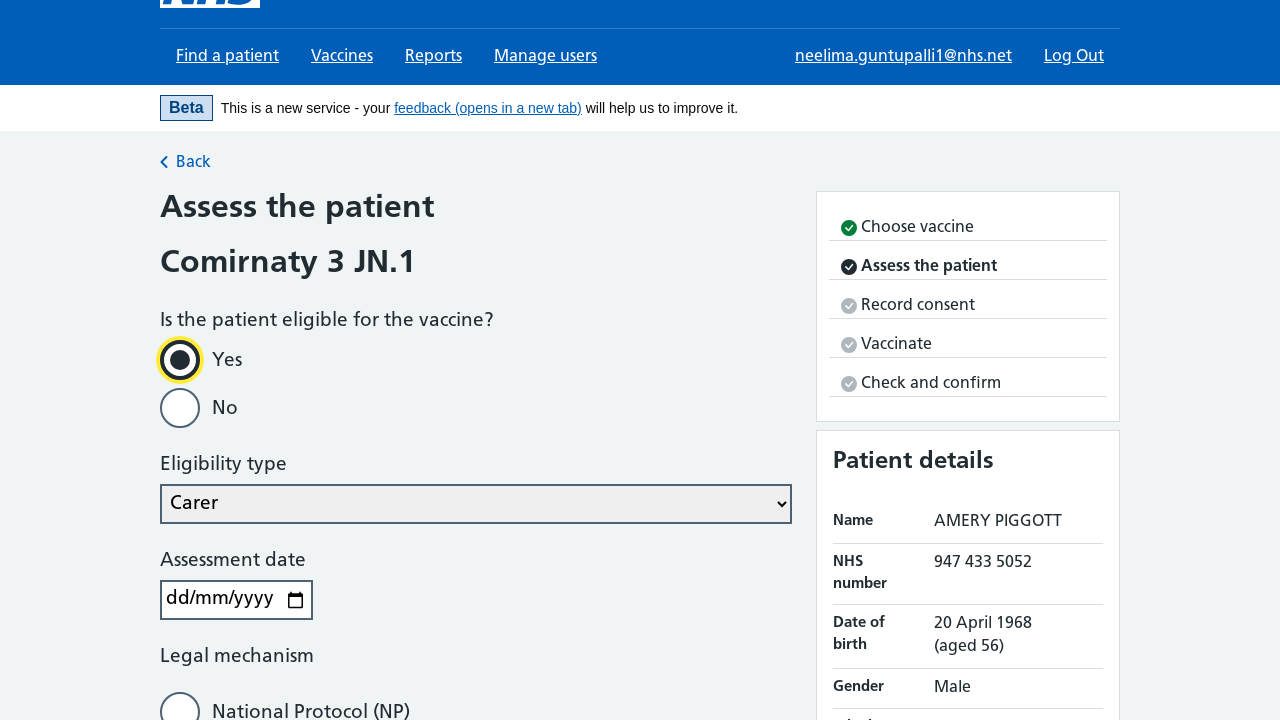 NHS
Find a patient Vaccines Reports Manage users neelima.guntupalli1@nhs.net Log Out
Beta This is a new service - your feedback (opens in a new tab) will help us to improve it.
Back
Assess the patient
Comirnaty 3 JN.1
Is the patient eligible for the vaccine?
Yes
No
Eligibility type
Carer
Assessment date
dd/mm/yyyy
Legal mechanism
National Protocol (NP)
Choose vaccine
Assess the patient
Record consent
Vaccinate
Check and confirm
Patient details
Name AMERY PIGGOTT
NHS number 947 433 5052
Date of birth 20 April 1968 (aged 56)
Gender Male